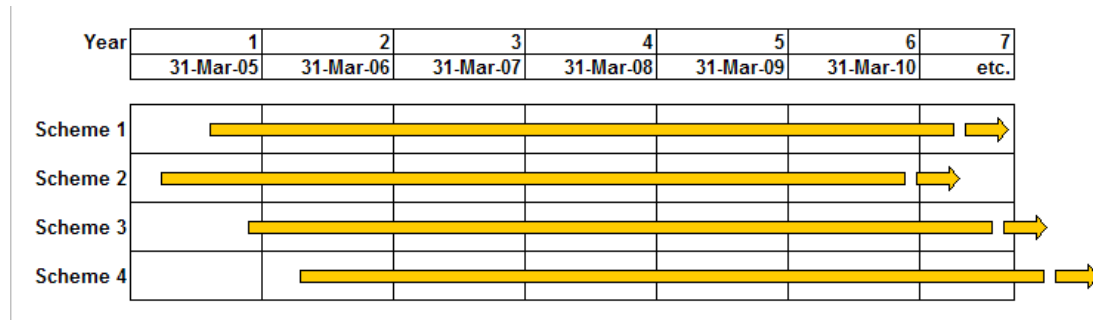 Year 1 2 3 4 5 6 7
31-Mar-05 31-Mar-06 31-Mar-07 31-Mar-08 31-Mar-09 31-Mar-10 etc.
Scheme 1
Scheme 2
Scheme 3
Scheme 4